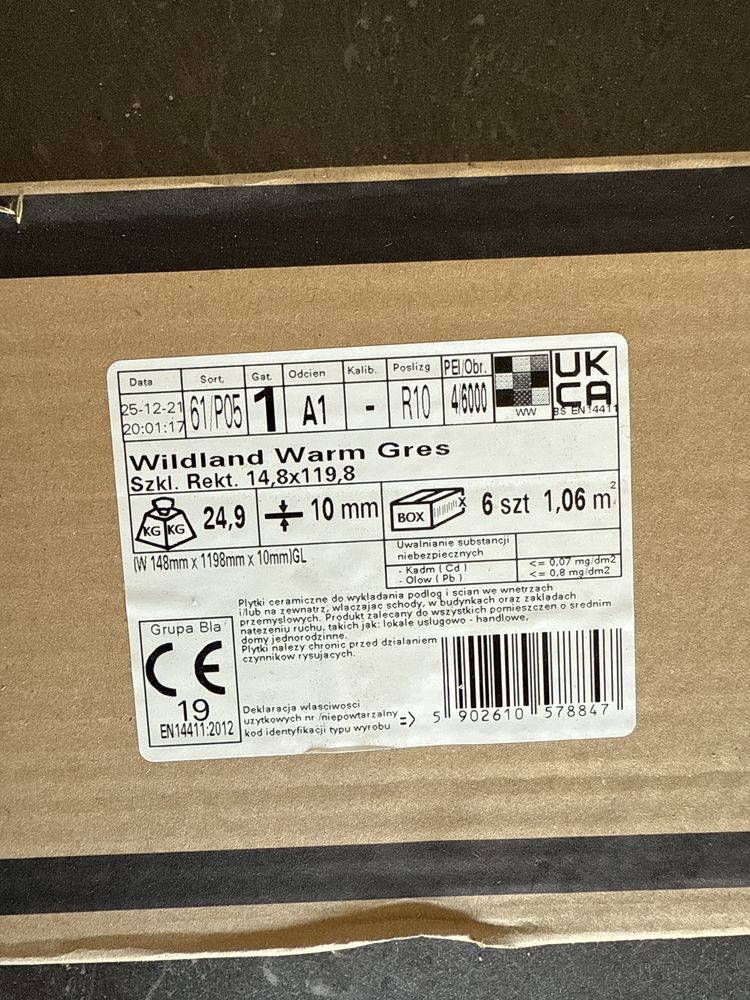 Data Sort. Gat. Odcien Kalib. Poslizg PEI/Obr.
25-12-21
20:01:17
61/P05 1 A1 - R10 4/6000
WW
UK
CA
BS EN 14411
Wildland Warm Gres
Szkl. Rekt. 14,8x119,8
KG KG 24,9 10 mm BOX X 6 szt 1,06 m2
(W 148mm x 1198mm x 10mm)GL
Uwalnianie substancji
niebezpiecznych
- Kadm ( Cd ) <= 0,07 mg/dm2
- Olow ( Pb ) <= 0,8 mg/dm2
Plytki ceramiczne do wykladania podlog i scian we wnetrzach
i/lub na zewnatrz, wlaczajac schody, w budynkach oraz zakladach
przemyslowych. Produkt zalecany do wszystkich pomieszczen o srednim
natezeniu ruchu, takich jak: lokale uslugowo - handlowe,
domy jednorodzinne.
Plytki nalezy chronic przed dzialaniem
czynnikow rysujacych.
Grupa BIa
CE
19
EN14411:2012
Deklaracja wlasciwosci
uzytkowych nr /niepowtarzalny
kod identyfikacji typu wyrobu
=>
5 902610 578847